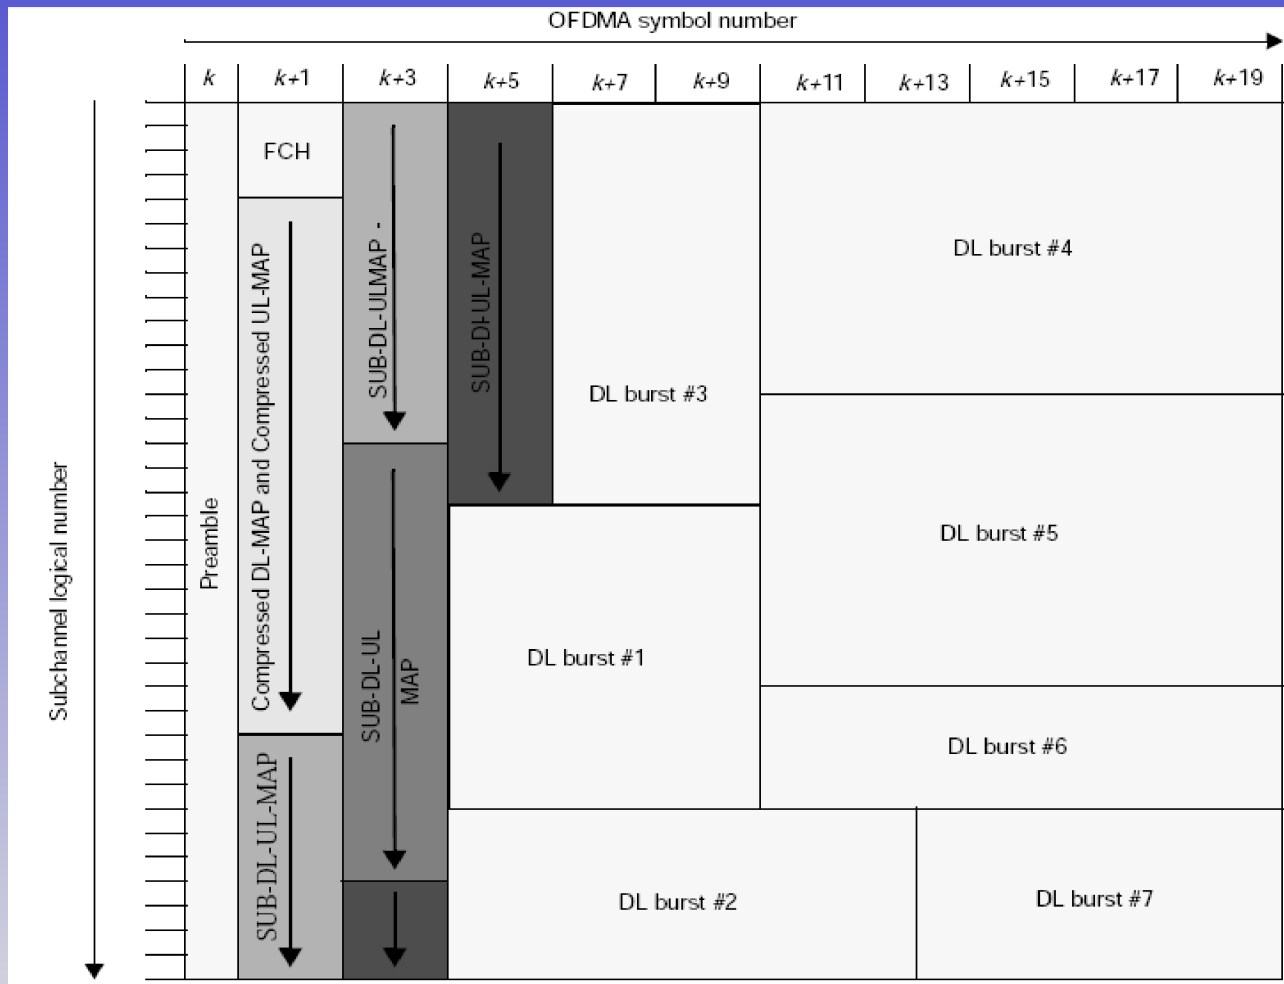 OFDMA symbol number
k
k+1
k+3
k+5
k+7
k+9
k+11
k+13
k+15
k+17
k+19
Subchannel logical number
Preamble
FCH
Compressed DL-MAP and Compressed UL-MAP
SUB-DL-UL-MAP
SUB-DL-ULMAP -
SUB-DL-UL
MAP
SUB-DI-UL-MAP
DL burst #3
DL burst #1
DL burst #2
DL burst #4
DL burst #5
DL burst #6
DL burst #7